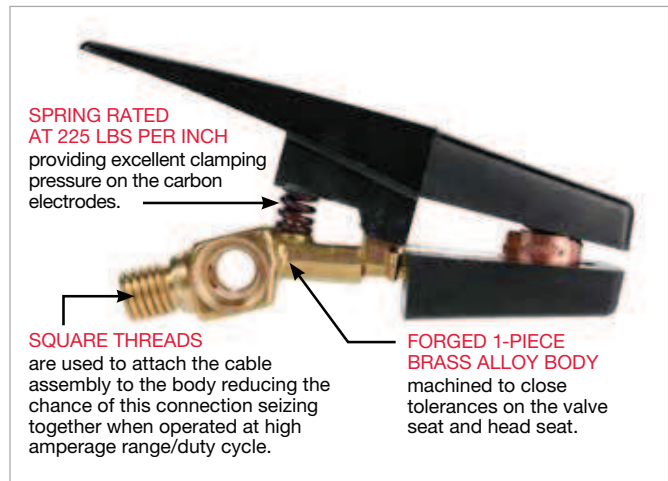 SPRING RATED
AT 225 LBS PER INCH
providing excellent clamping
pressure on the carbon
electrodes.
SQUARE THREADS
are used to attach the cable
assembly to the body reducing the
chance of this connection seizing
together when operated at high
amperage range/duty cycle.
FORGED 1-PIECE
BRASS ALLOY BODY
machined to close
tolerances on the valve
seat and head seat.